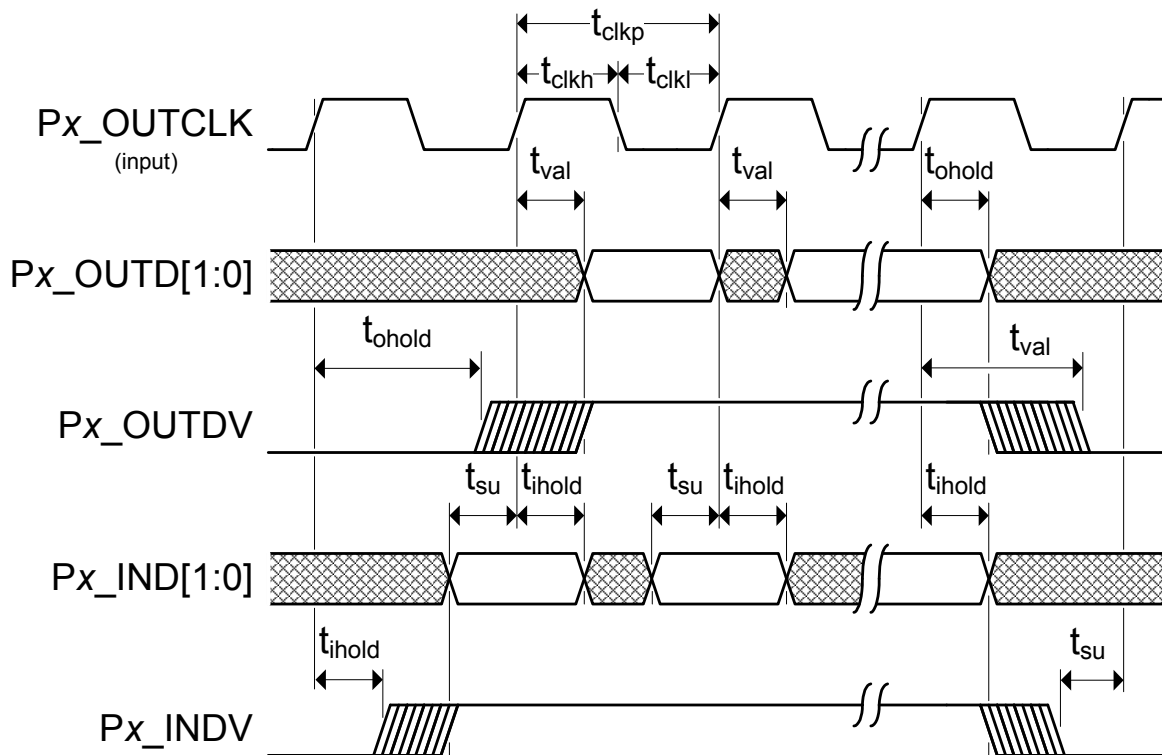 tclkp
tclkh tclkl
Px_OUTCLK
(input)
tval tval tohold
Px_OUTD[1:0]
tohold tval
Px_OUTDV
tsu tihold tsu tihold tihold
Px_IND[1:0]
tihold tsu
Px_INDV